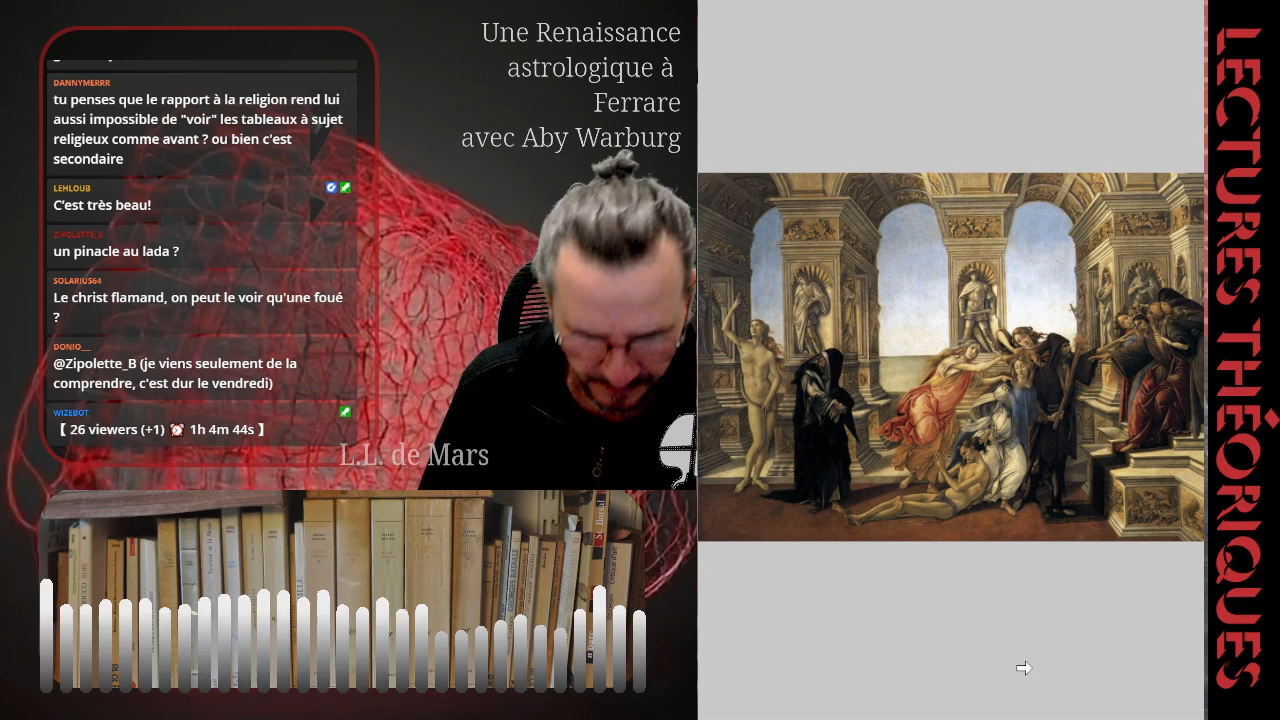 Une Renaissance
astrologique à
Ferrare
avec Aby Warburg
DANNYMERRR
tu penses que le rapport à la religion rend lui
aussi impossible de "voir" les tableaux à sujet
religieux comme avant ? ou bien c'est
secondaire
LEHLOUB
C'est très beau!
ZIPOLETTE_B
un pinacle au lada ?
SOLARIUS64
Le christ flamand, on peut le voir qu'une foué
?
DONIO__
@Zipolette_B (je viens seulement de la
comprendre, c'est dur le vendredi)
WIZEBOT
【 26 viewers (+1) ⏰ 1h 4m 44s 】
L.L. de Mars
GEORGES BATAILLE
LECTURES THÉORIQUES